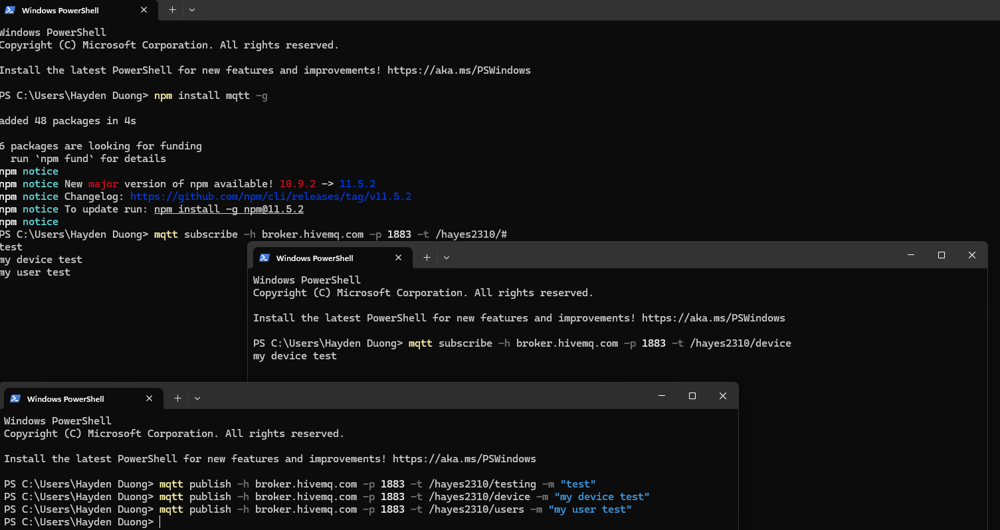 Windows PowerShell
Windows PowerShell
Copyright (C) Microsoft Corporation. All rights reserved.
Install the latest PowerShell for new features and improvements! https://aka.ms/PSWindows
PS C:\Users\Hayden Duong> npm install mqtt -g
added 48 packages in 4s
6 packages are looking for funding
run `npm fund` for details
npm notice
npm notice New major version of npm available! 10.9.2 -> 11.5.2
npm notice Changelog: https://github.com/npm/cli/releases/tag/v11.5.2
npm notice To update run: npm install -g npm@11.5.2
npm notice
PS C:\Users\Hayden Duong> mqtt subscribe -h broker.hivemq.com -p 1883 -t /hayes2310/#
test
my device test
my user test
Windows PowerShell
Windows PowerShell
Copyright (C) Microsoft Corporation. All rights reserved.
Install the latest PowerShell for new features and improvements! https://aka.ms/PSWindows
PS C:\Users\Hayden Duong> mqtt subscribe -h broker.hivemq.com -p 1883 -t /hayes2310/device
my device test
Windows PowerShell
Windows PowerShell
Copyright (C) Microsoft Corporation. All rights reserved.
Install the latest PowerShell for new features and improvements! https://aka.ms/PSWindows
PS C:\Users\Hayden Duong> mqtt publish -h broker.hivemq.com -p 1883 -t /hayes2310/testing -m "test"
PS C:\Users\Hayden Duong> mqtt publish -h broker.hivemq.com -p 1883 -t /hayes2310/device -m "my device test"
PS C:\Users\Hayden Duong> mqtt publish -h broker.hivemq.com -p 1883 -t /hayes2310/users -m "my user test"
PS C:\Users\Hayden Duong>